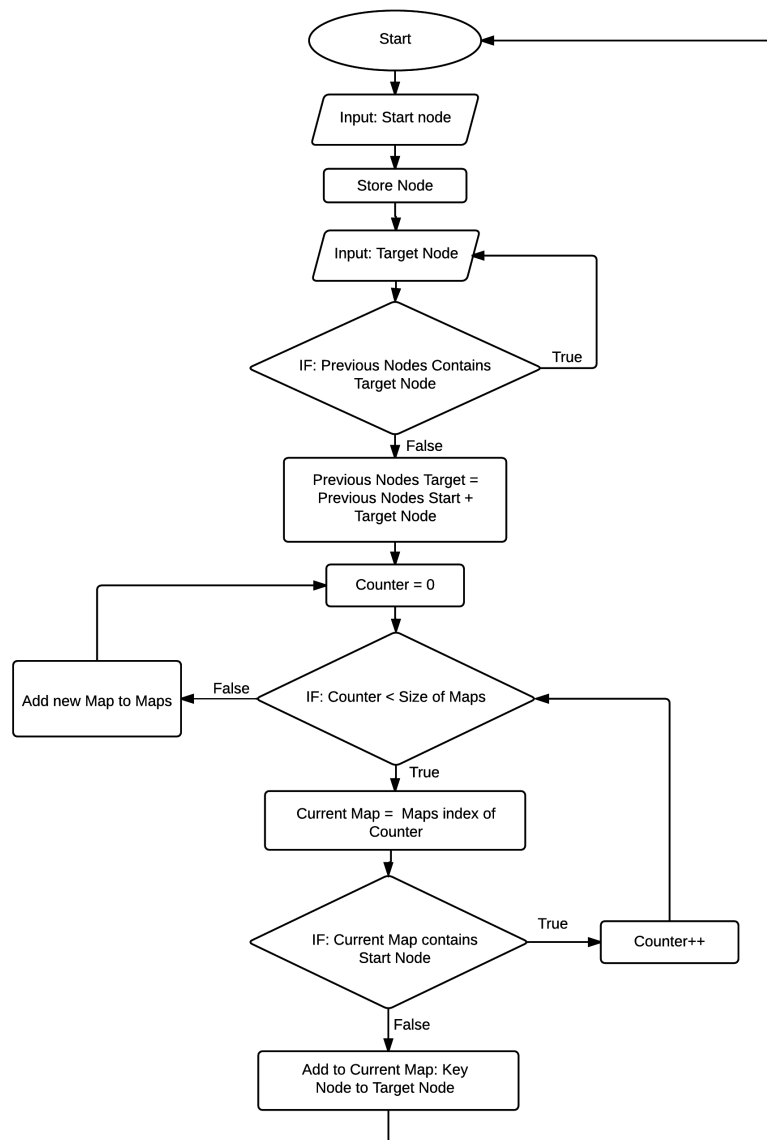 Start
Input: Start node
Store Node
Input: Target Node
IF: Previous Nodes Contains
Target Node
True
False
Previous Nodes Target =
Previous Nodes Start +
Target Node
Counter = 0
IF: Counter < Size of Maps
False
Add new Map to Maps
True
Current Map =  Maps index of
Counter
IF: Current Map contains
Start Node
True
Counter++
False
Add to Current Map: Key
Node to Target Node